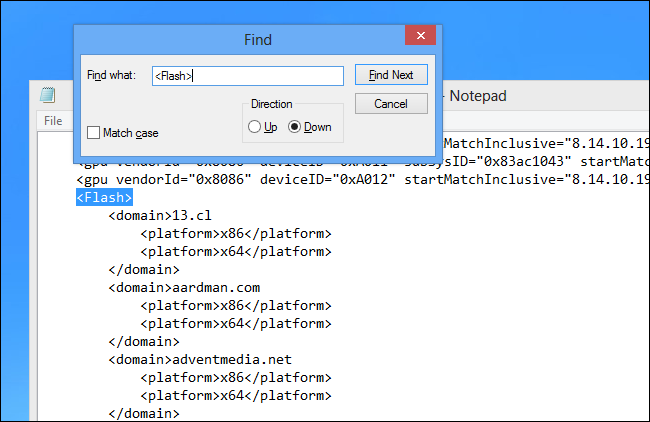 Find
Find what: <Flash> Find Next
Direction Cancel
Match case Up Down
- Notepad
File
MatchInclusive="8.14.10.19
<gpu vendorId="0x8086" deviceID="0xA011" subSysID="0x83ac1043" startMatc
<gpu vendorId="0x8086" deviceID="0xA012" startMatchInclusive="8.14.10.19
<Flash>
<domain>13.cl
<platform>x86</platform>
<platform>x64</platform>
</domain>
<domain>aardman.com
<platform>x86</platform>
<platform>x64</platform>
</domain>
<domain>adventmedia.net
<platform>x86</platform>
<platform>x64</platform>
</domain>